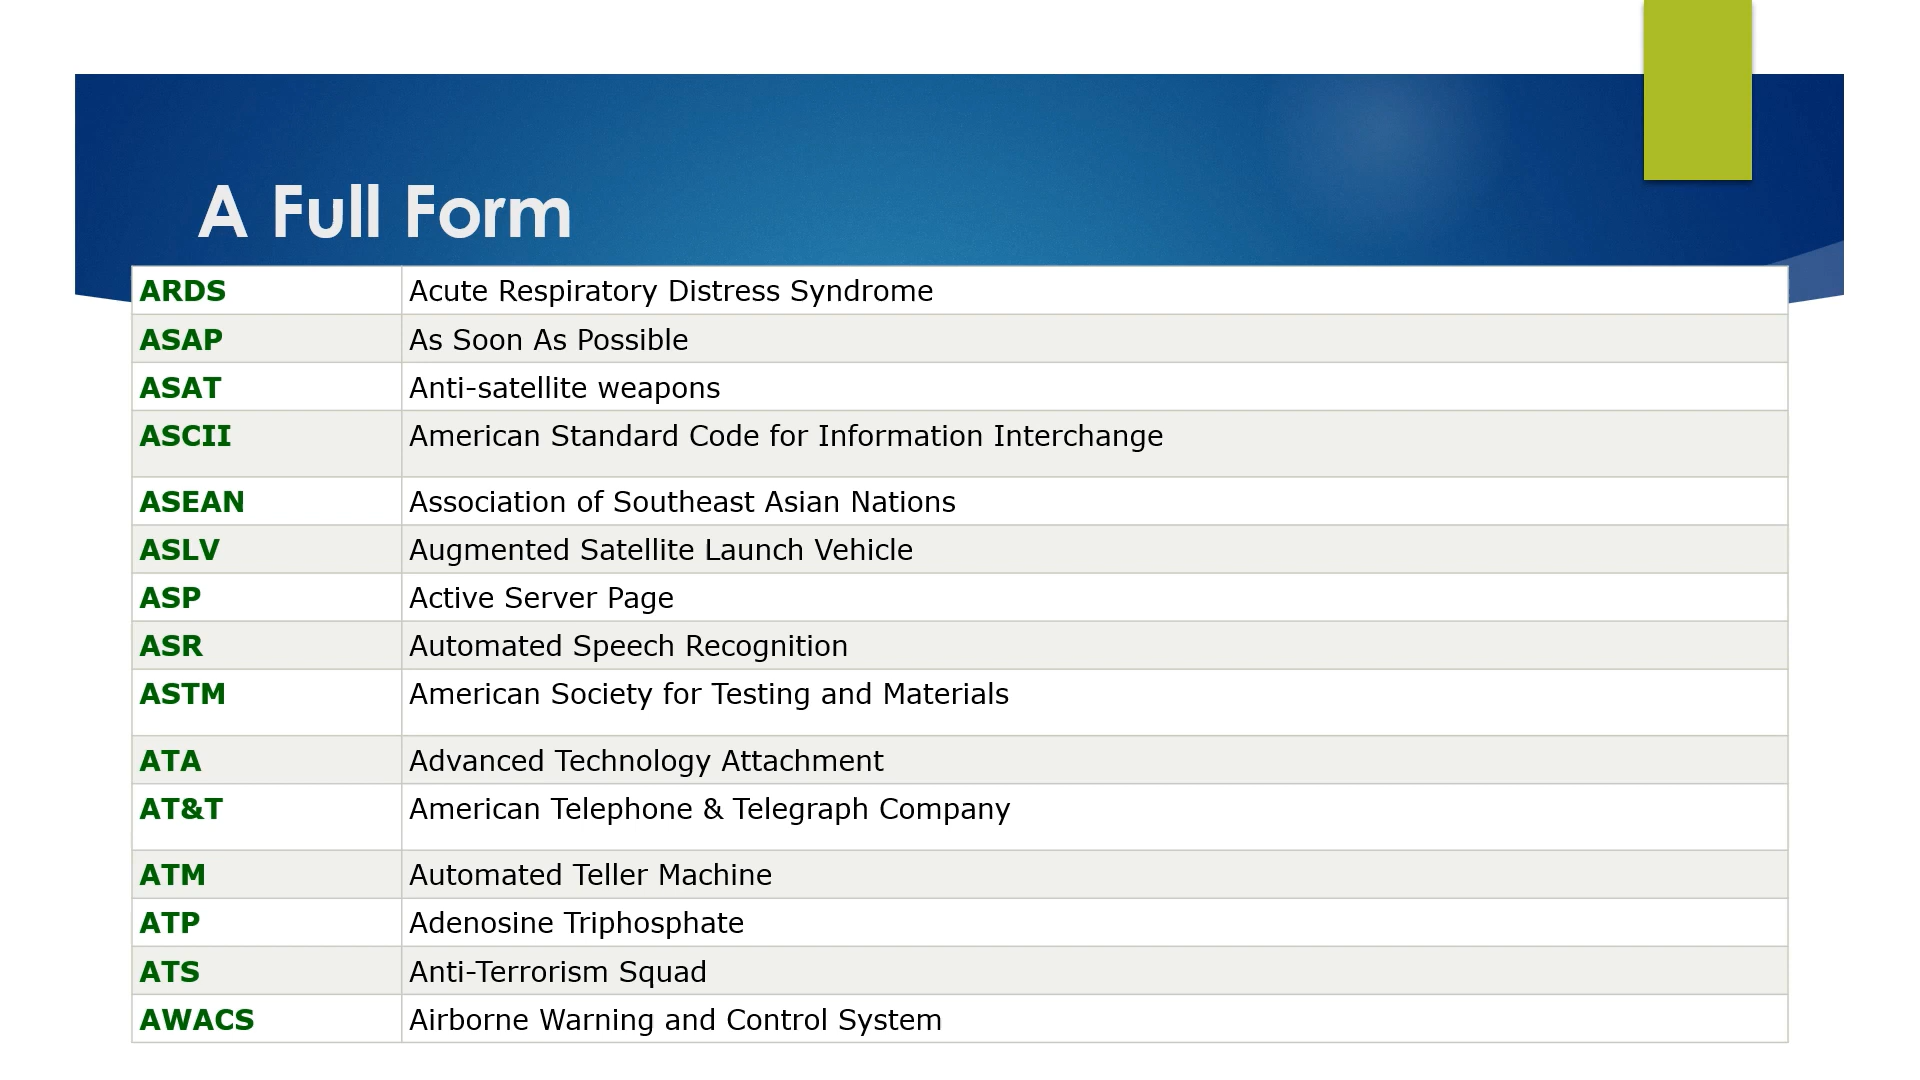 A Full Form
ARDS Acute Respiratory Distress Syndrome
ASAP As Soon As Possible
ASAT Anti-satellite weapons
ASCII American Standard Code for Information Interchange
ASEAN Association of Southeast Asian Nations
ASLV Augmented Satellite Launch Vehicle
ASP Active Server Page
ASR Automated Speech Recognition
ASTM American Society for Testing and Materials
ATA Advanced Technology Attachment
AT&T American Telephone & Telegraph Company
ATM Automated Teller Machine
ATP Adenosine Triphosphate
ATS Anti-Terrorism Squad
AWACS Airborne Warning and Control System